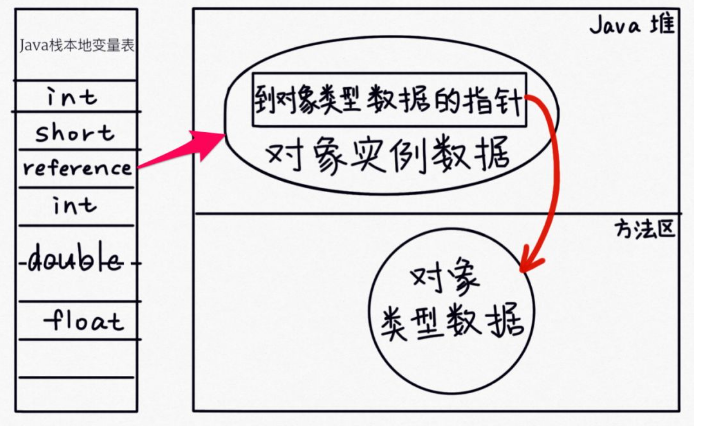 Java栈本地变量表
int
short
reference
int
double
float
Java 堆
到对象类型数据的指针
对象实例数据
方法区
对象
类型数据